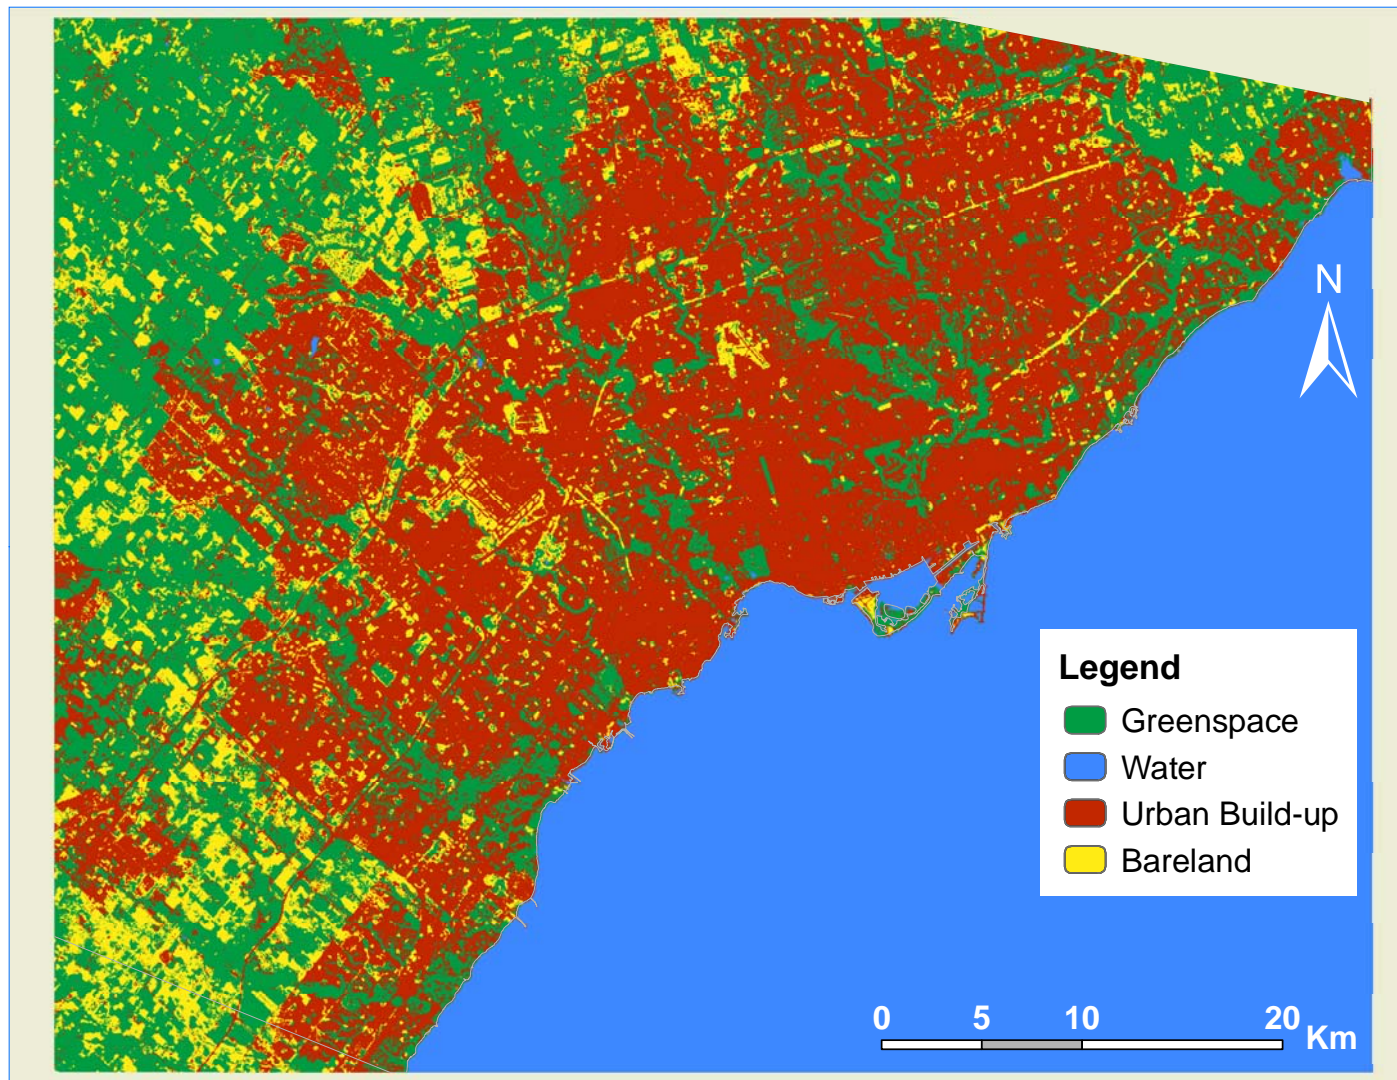 N
Legend
Greenspace
Water
Urban Build-up
Bareland
0 5 10 20 Km